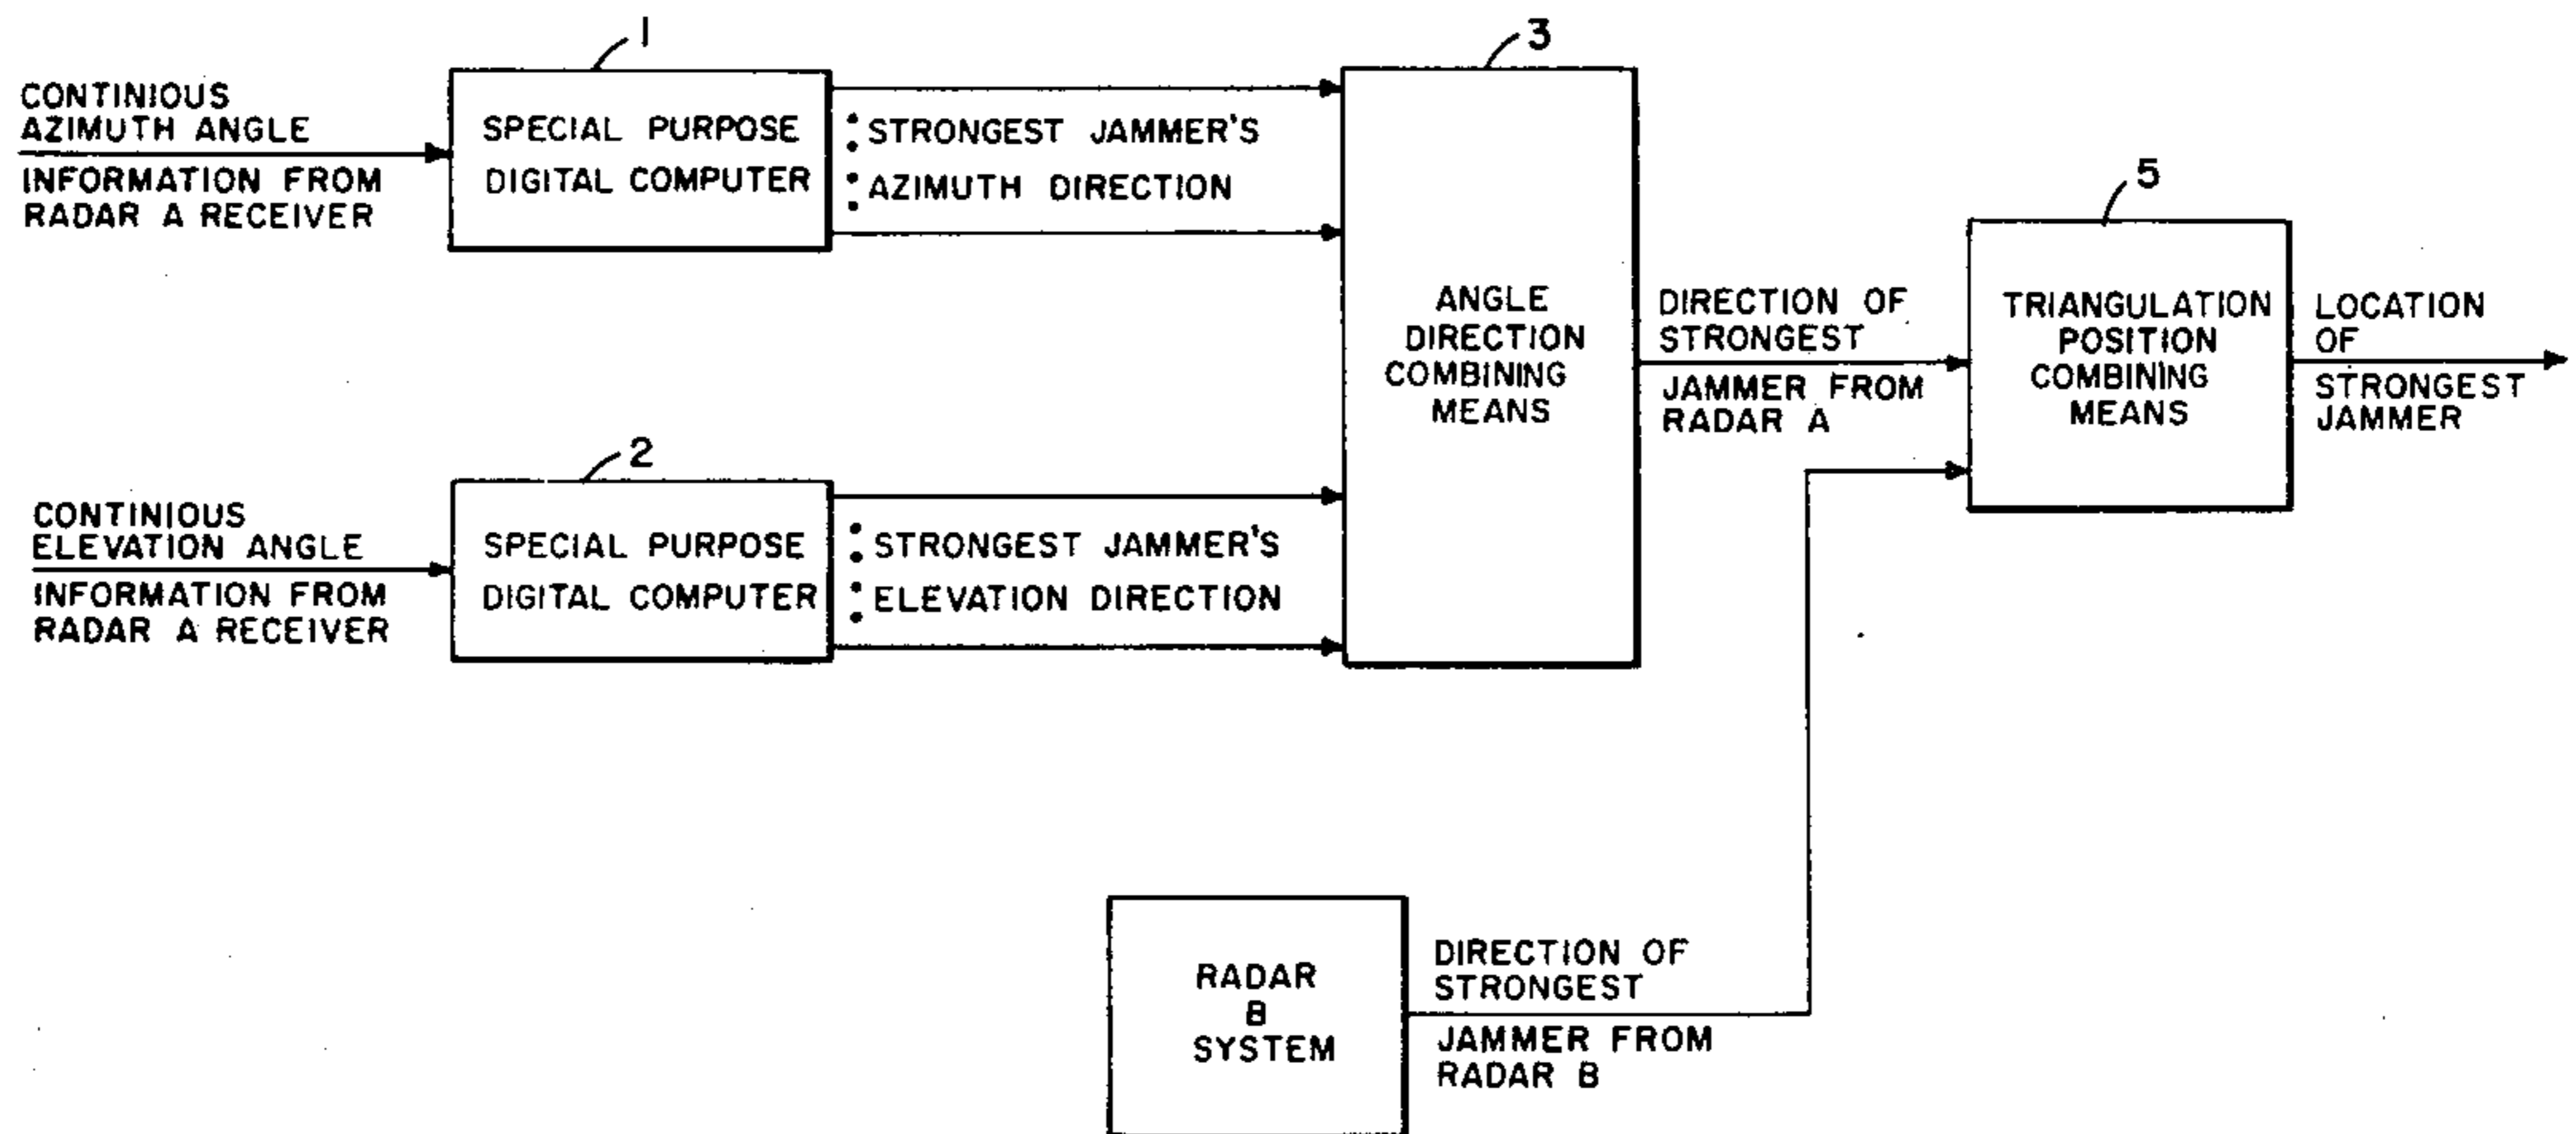 1
CONTINIOUS
AZIMUTH ANGLE
INFORMATION FROM
RADAR A RECEIVER
SPECIAL PURPOSE
DIGITAL COMPUTER
STRONGEST JAMMER'S
AZIMUTH DIRECTION
2
CONTINIOUS
ELEVATION ANGLE
INFORMATION FROM
RADAR A RECEIVER
SPECIAL PURPOSE
DIGITAL COMPUTER
STRONGEST JAMMER'S
ELEVATION DIRECTION
3
ANGLE
DIRECTION
COMBINING
MEANS
DIRECTION OF
STRONGEST
JAMMER FROM
RADAR A
5
TRIANGULATION
POSITION
COMBINING
MEANS
LOCATION
OF
STRONGEST
JAMMER
RADAR
B
SYSTEM
DIRECTION OF
STRONGEST
JAMMER FROM
RADAR B